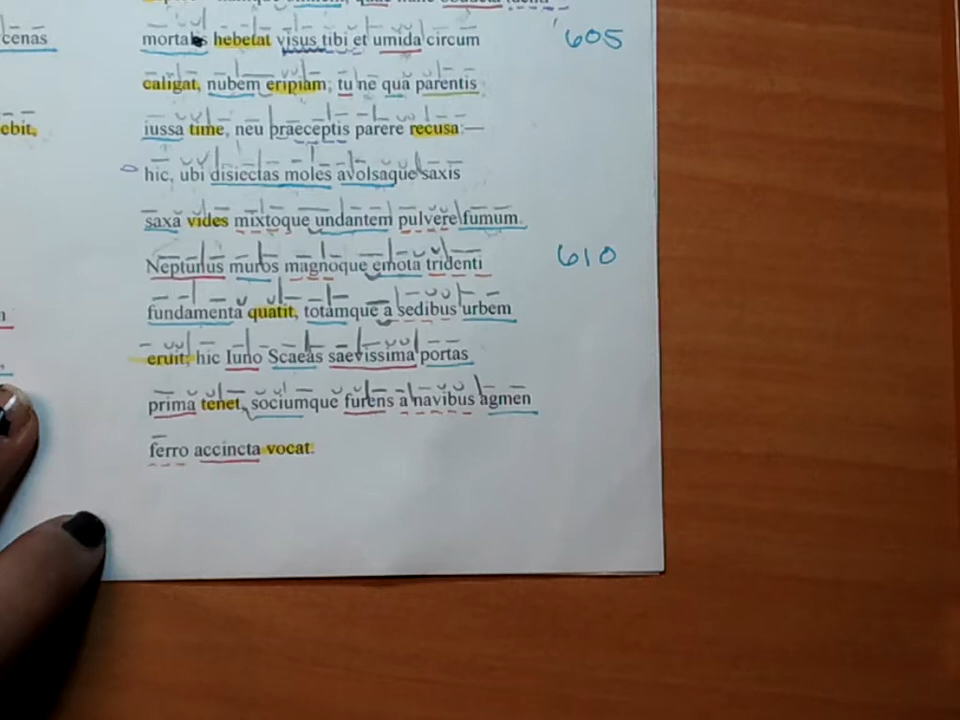 cenas
mortalis hebetat visus tibi et umida circum 605
caligat, nubem eripiam; tu ne qua parentis
ebit, iussa time, neu praeceptis parere recusa:—
hic, ubi disiectas moles avolsaque saxis
saxa vides mixtoque undantem pulvere fumum.
Neptunus muros magnoque emota tridenti 610
fundamenta quatit, totamque a sedibus urbem
eruit; hic Iuno Scaeas saevissima portas
prima tenet, sociumque furens a navibus agmen
ferro accincta vocat.